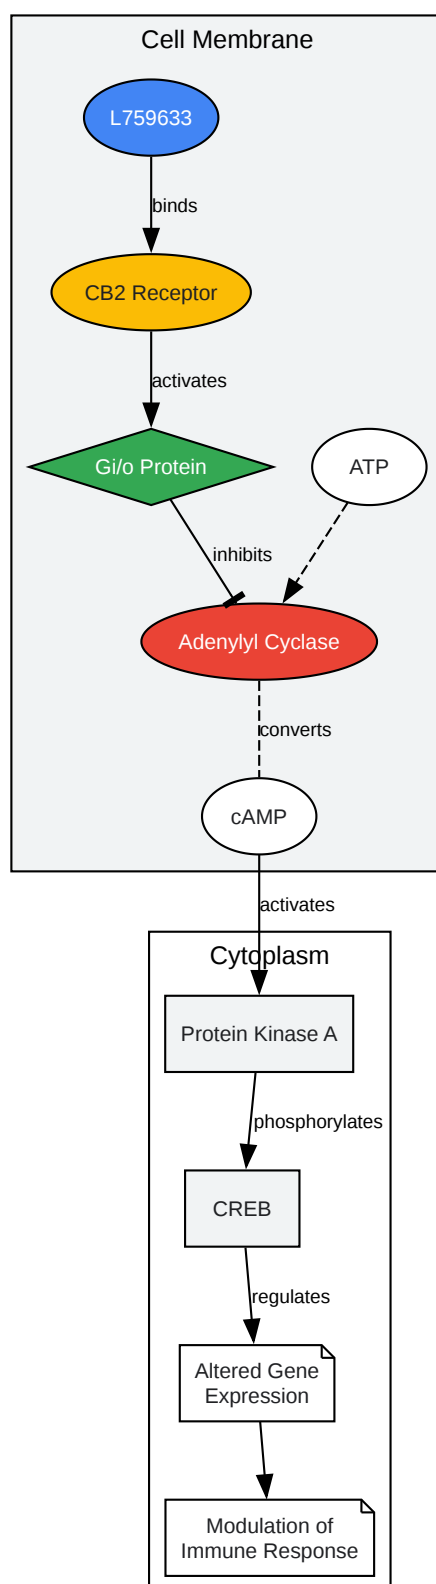 Cell Membrane
L759633
binds
CB2 Receptor
activates
Gi/o Protein
ATP
inhibits
Adenylyl Cyclase
converts
cAMP
activates
Cytoplasm
Protein Kinase A
phosphorylates
CREB
regulates
Altered Gene
Expression
Modulation of
Immune Response